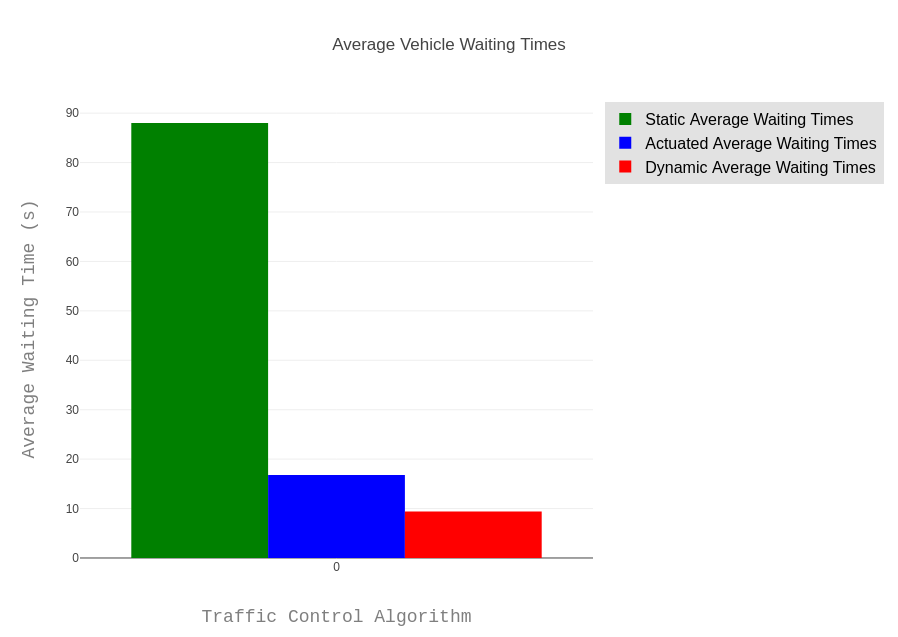 Average Vehicle Waiting Times
Static Average Waiting Times
Actuated Average Waiting Times
Dynamic Average Waiting Times
Average Waiting Time (s)
90
80
70
60
50
40
30
20
10
0
0
Traffic Control Algorithm